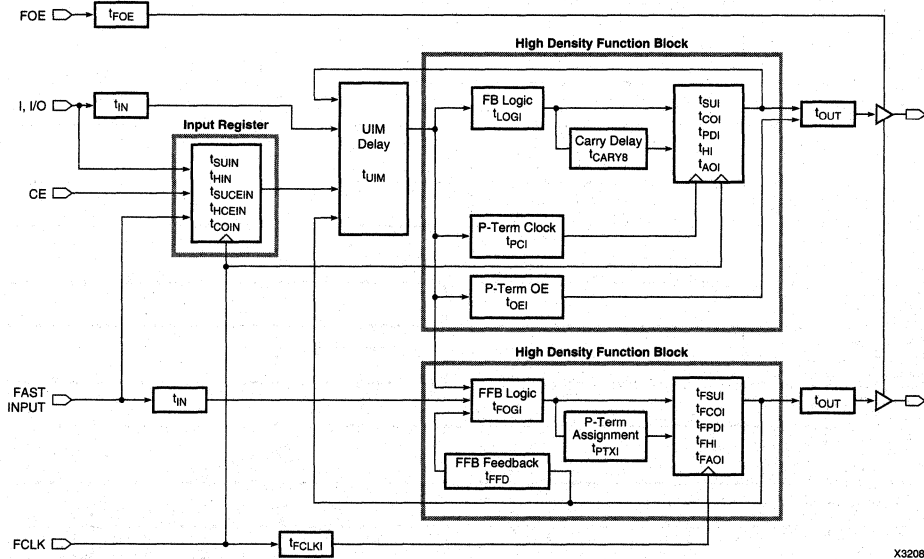 FOE
tFOE
High Density Function Block
I, I/O
tIN
Input Register
tSUIN
tHIN
tSUCEIN
tHCEIN
tCOIN
CE
UIM
Delay
tUIM
FB Logic
tLOGI
Carry Delay
tCARY8
tSUI
tCOI
tPDI
tHI
tAOI
tOUT
P-Term Clock
tPCI
P-Term OE
tOEI
High Density Function Block
FAST
INPUT
tIN
FFB Logic
tFOGI
P-Term
Assignment
tPTXI
FFB Feedback
tFFD
tFSUI
tFCOI
tFPDI
tFHI
tFAOI
tOUT
FCLK
tFCLKI
X3205